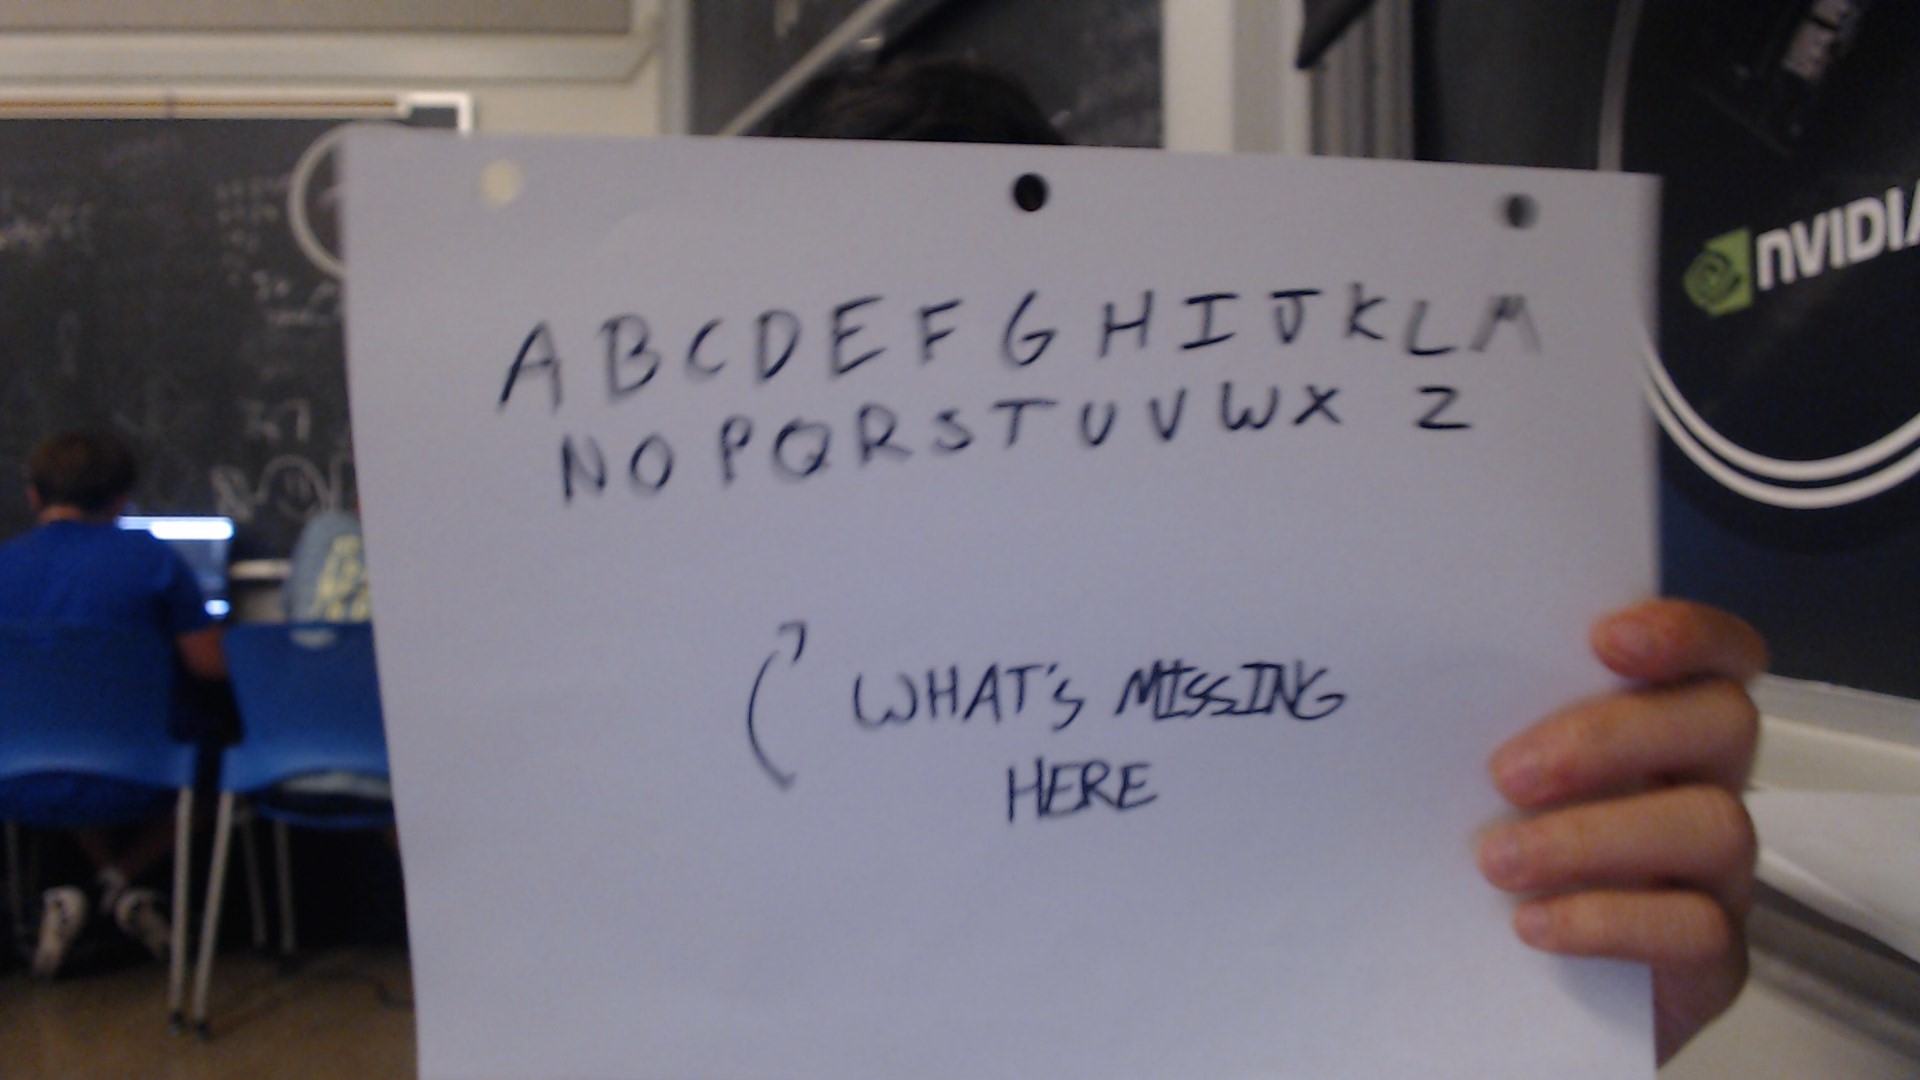 A B C D E F G H I J K L M
N O P Q R S T U V W X Z
WHAT'S MISSING
HERE
NVIDIA